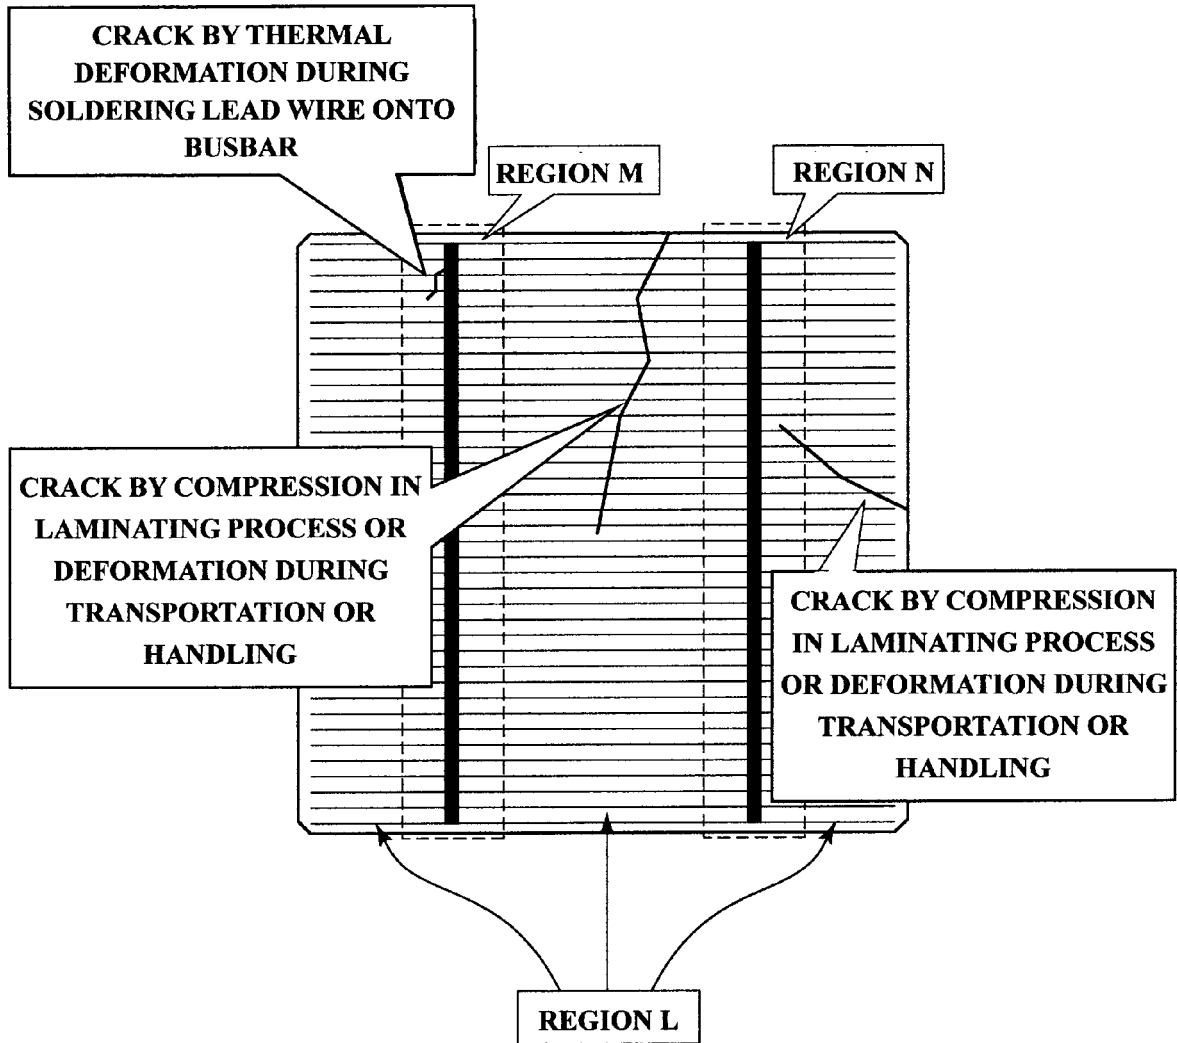 CRACK BY THERMAL
DEFORMATION DURING
SOLDERING LEAD WIRE ONTO
BUSBAR
REGION M
REGION N
CRACK BY COMPRESSION IN
LAMINATING PROCESS OR
DEFORMATION DURING
TRANSPORTATION OR
HANDLING
CRACK BY COMPRESSION
IN LAMINATING PROCESS
OR DEFORMATION DURING
TRANSPORTATION OR
HANDLING
REGION L